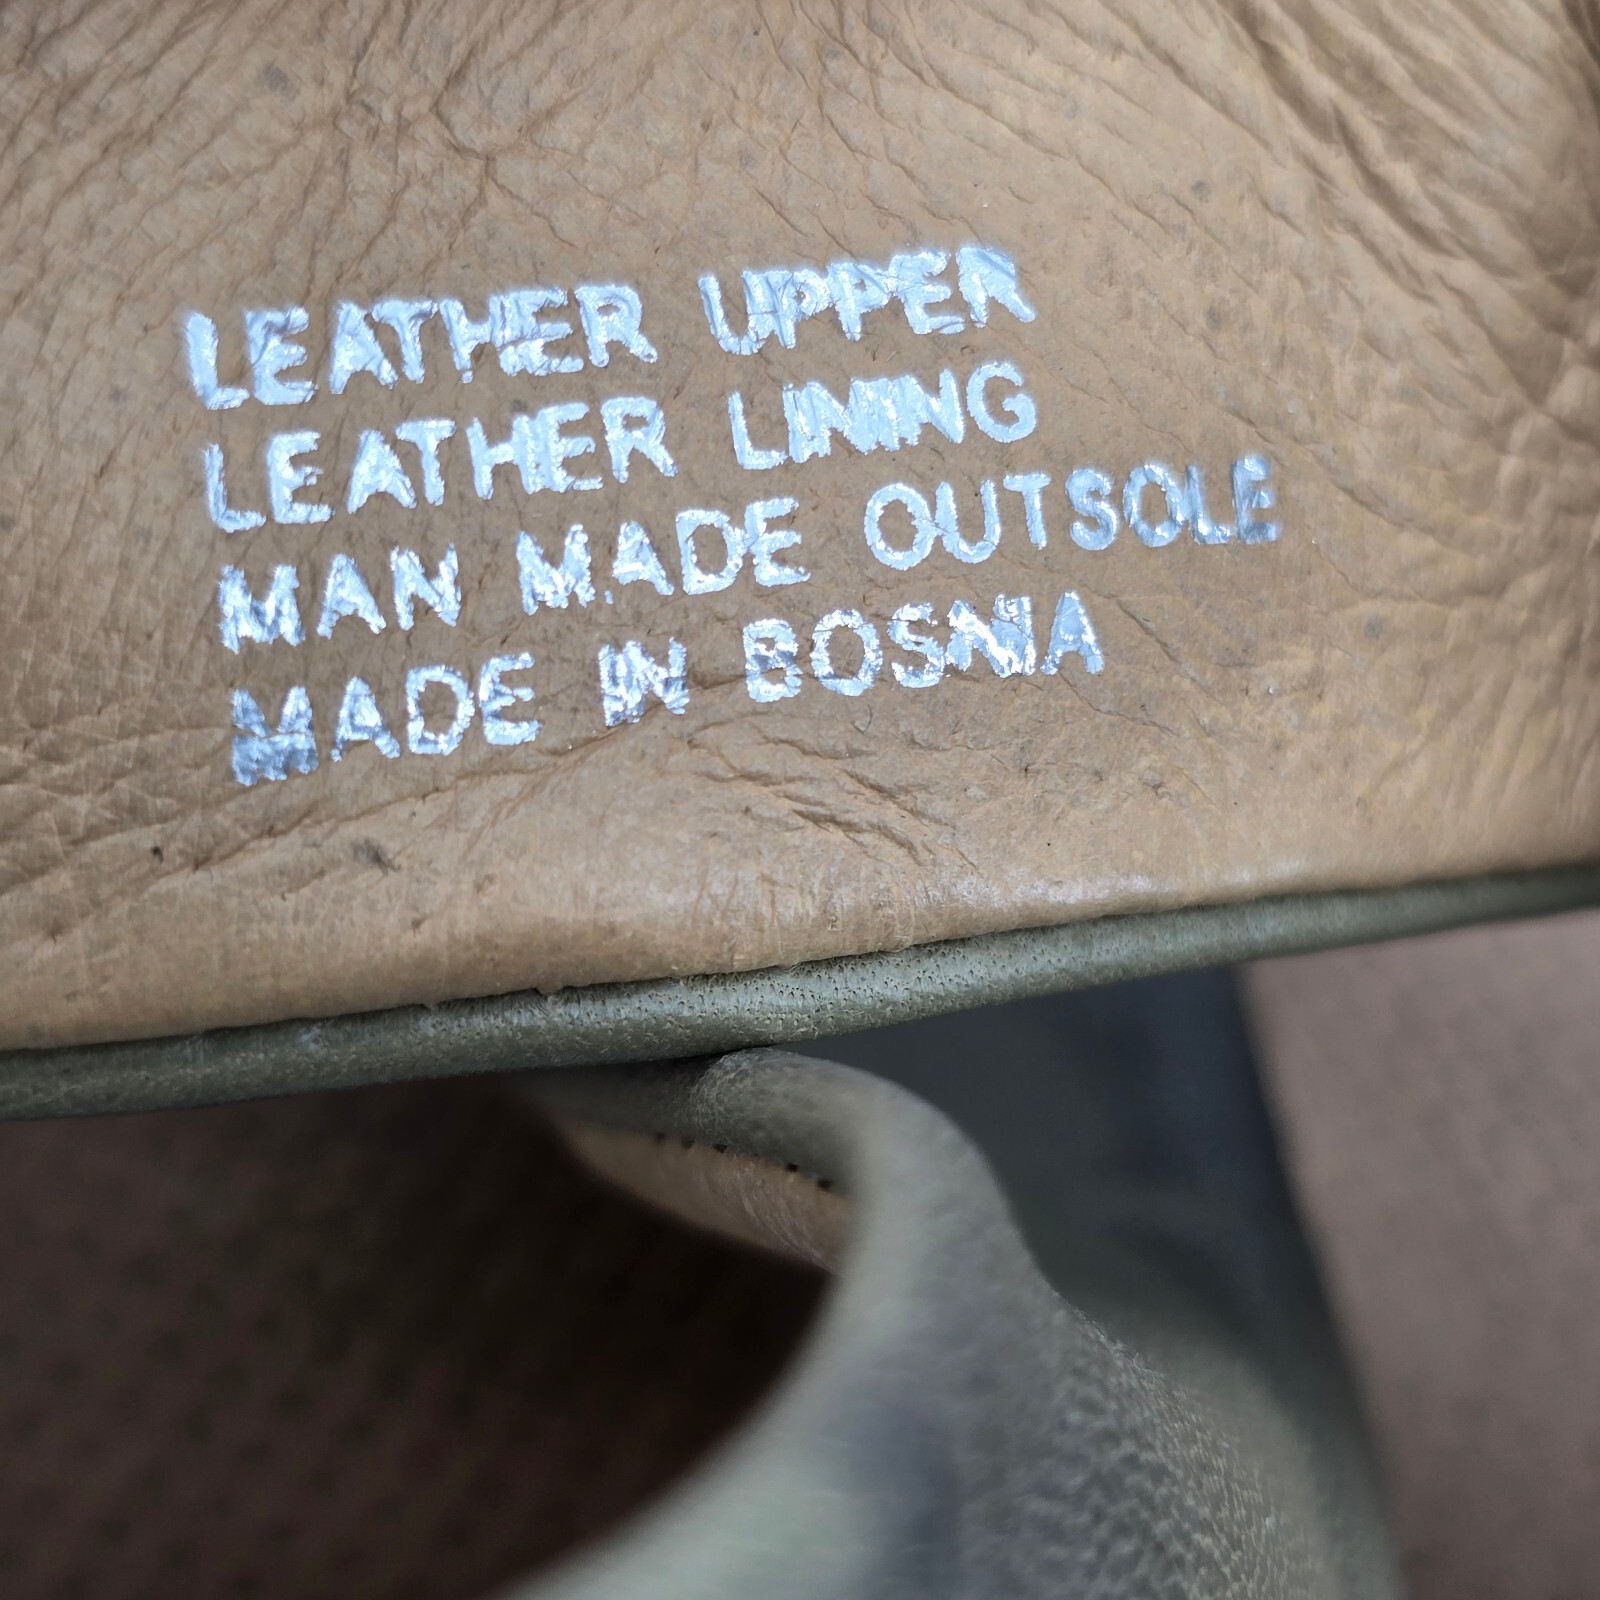 LEATHER UPPER
LEATHER LINING
MAN MADE OUTSOLE
MADE IN BOSNIA